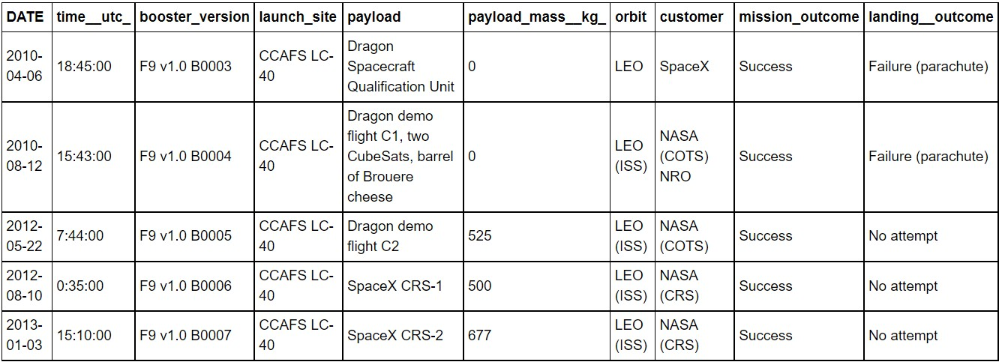 DATE time__utc_ booster_version launch_site payload payload_mass__kg_ orbit customer mission_outcome landing__outcome
2010-
04-06
18:45:00
F9 v1.0 B0003
CCAFS LC-
40
Dragon
Spacecraft
Qualification Unit
0
LEO
SpaceX
Success
Failure (parachute)
2010-
08-12
15:43:00
F9 v1.0 B0004
CCAFS LC-
40
Dragon demo
flight C1, two
CubeSats, barrel
of Brouere
cheese
0
LEO
(ISS)
NASA
(COTS)
NRO
Success
Failure (parachute)
2012-
05-22
7:44:00
F9 v1.0 B0005
CCAFS LC-
40
Dragon demo
flight C2
525
LEO
(ISS)
NASA
(COTS)
Success
No attempt
2012-
08-10
0:35:00
F9 v1.0 B0006
CCAFS LC-
40
SpaceX CRS-1
500
LEO
(ISS)
NASA
(CRS)
Success
No attempt
2013-
01-03
15:10:00
F9 v1.0 B0007
CCAFS LC-
40
SpaceX CRS-2
677
LEO
(ISS)
NASA
(CRS)
Success
No attempt